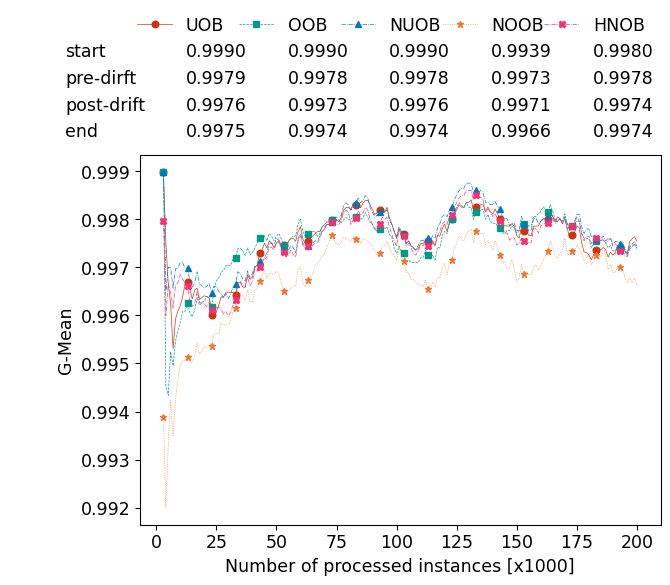 UOB OOB NUOB NOOB HNOB
start 0.9990 0.9990 0.9990 0.9939 0.9980
pre-dirft 0.9979 0.9978 0.9978 0.9973 0.9978
post-drift 0.9976 0.9973 0.9976 0.9971 0.9974
end 0.9975 0.9974 0.9974 0.9966 0.9974
0.999
0.998
0.997
0.996
0.995
0.994
0.993
0.992
G-Mean
0 25 50 75 100 125 150 175 200
Number of processed instances [x1000]